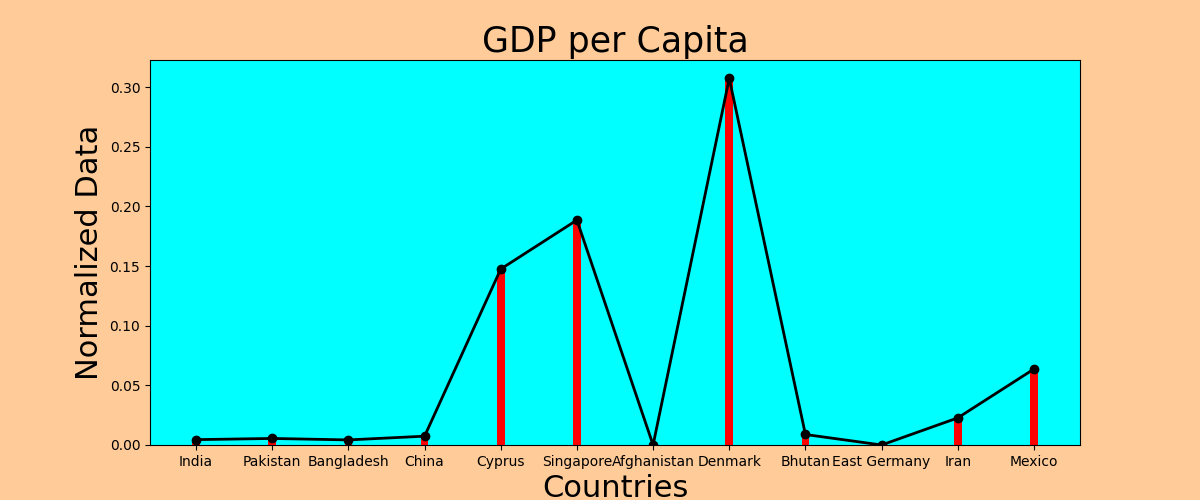 GDP per Capita
Normalized Data
0.30
0.25
0.20
0.15
0.10
0.05
0.00
India Pakistan Bangladesh China Cyprus Singapore Afghanistan Denmark Bhutan East Germany Iran Mexico
Countries